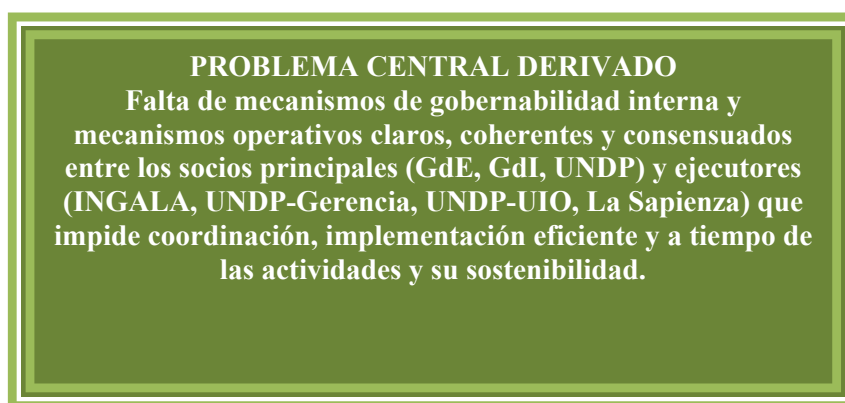 PROBLEMA CENTRAL DERIVADO
Falta de mecanismos de gobernabilidad interna y
mecanismos operativos claros, coherentes y consensuados
entre los socios principales (GdE, GdI, UNDP) y ejecutores
(INGALA, UNDP-Gerencia, UNDP-UIO, La Sapienza) que
impide coordinación, implementación eficiente y a tiempo de
las actividades y su sostenibilidad.